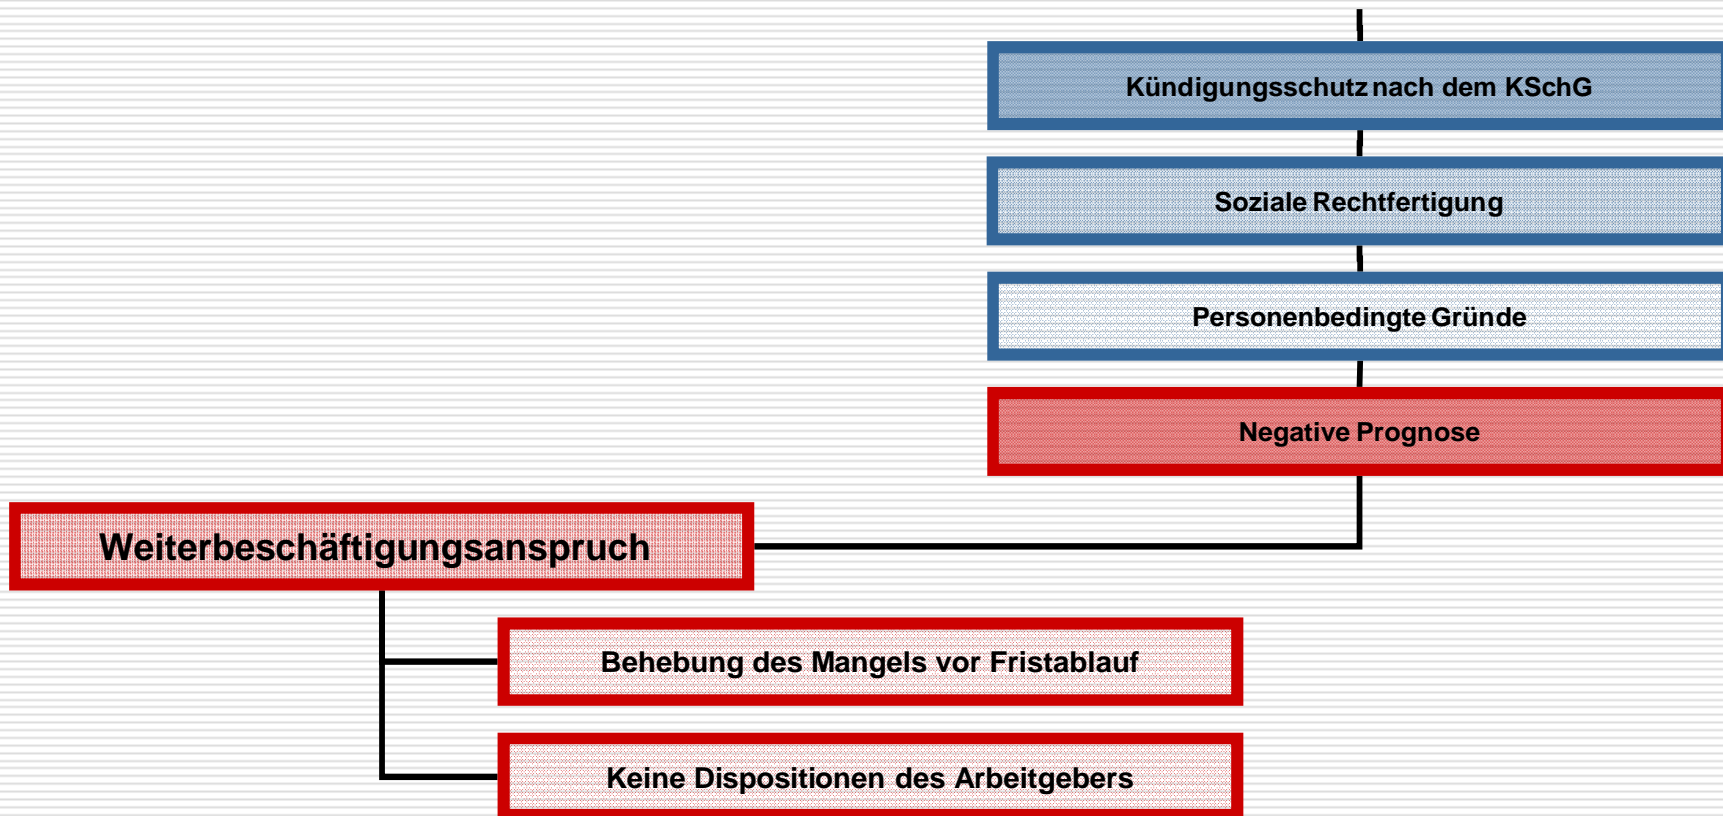 Kündigungsschutz nach dem KSchG
Soziale Rechtfertigung
Personenbedingte Gründe
Negative Prognose
Weiterbeschäftigungsanspruch
Behebung des Mangels vor Fristablauf
Keine Dispositionen des Arbeitgebers